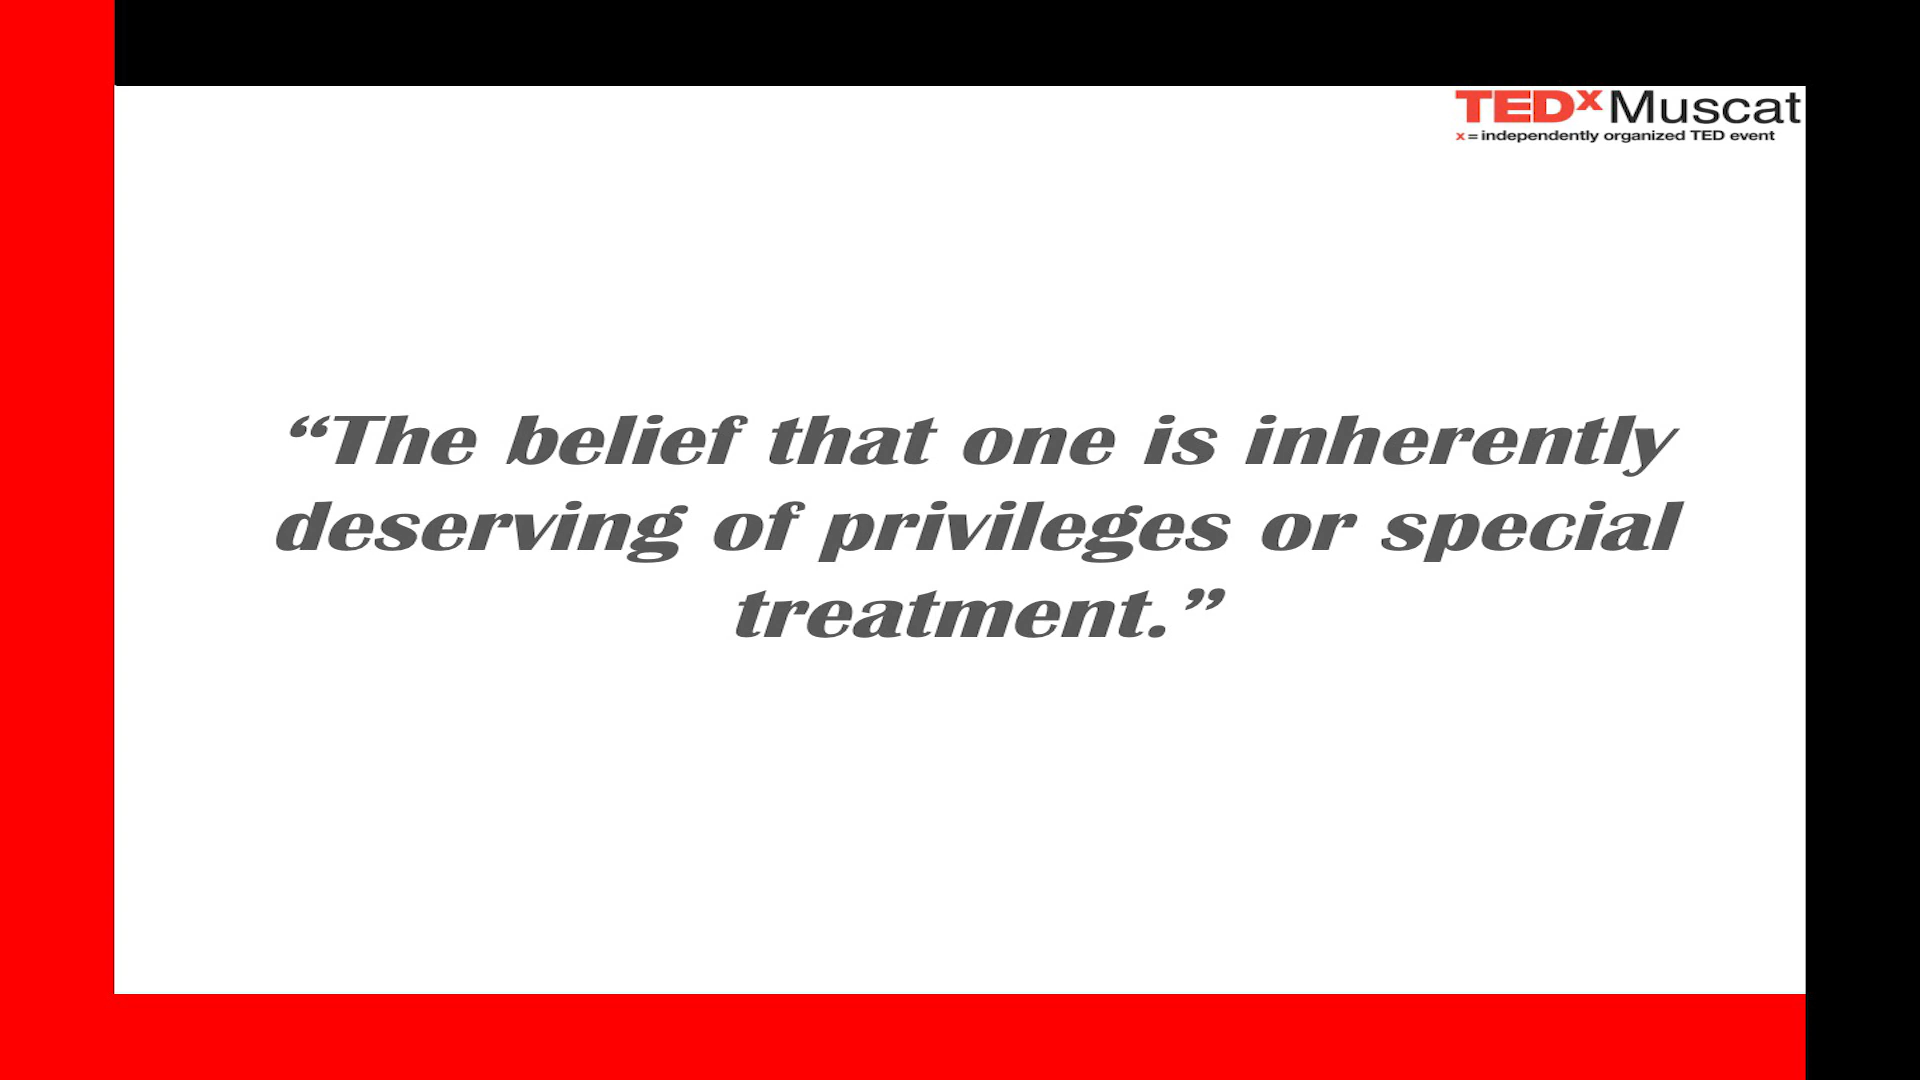 TEDxMuscat
x = independently organized TED event
“The belief that one is inherently
deserving of privileges or special
treatment.”